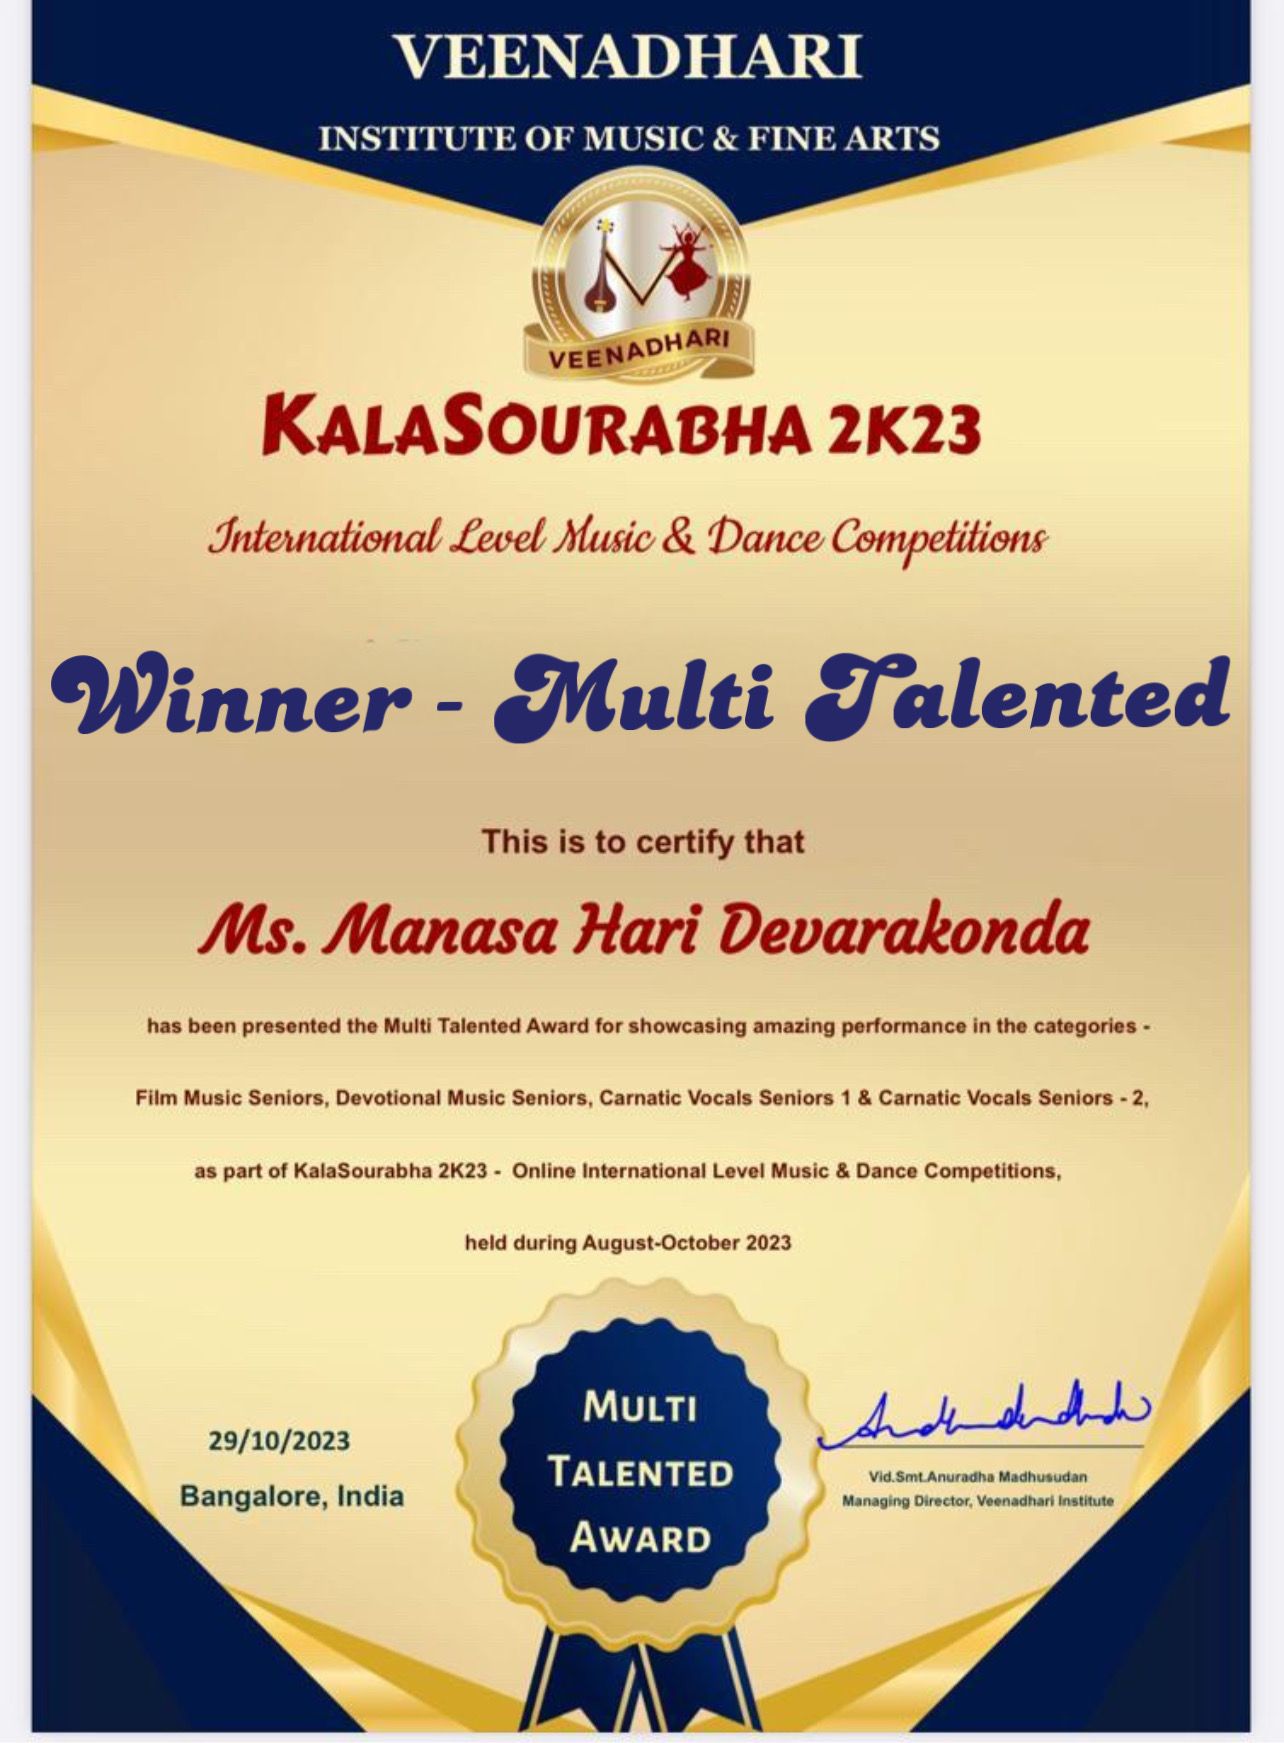 VEENADHARI
INSTITUTE OF MUSIC & FINE ARTS
VEENADHARI
KALASOURABHA 2K23
International Level Music & Dance Competitions
Winner - Multi Talented
This is to certify that
Ms. Manasa Hari Devarakonda
has been presented the Multi Talented Award for showcasing amazing performance in the categories -
Film Music Seniors, Devotional Music Seniors, Carnatic Vocals Seniors 1 & Carnatic Vocals Seniors - 2,
as part of KalaSourabha 2K23 - Online International Level Music & Dance Competitions,
held during August-October 2023
MULTI
TALENTED
AWARD
29/10/2023
Bangalore, India
Vid.Smt.Anuradha Madhusudan
Managing Director, Veenadhari Institute